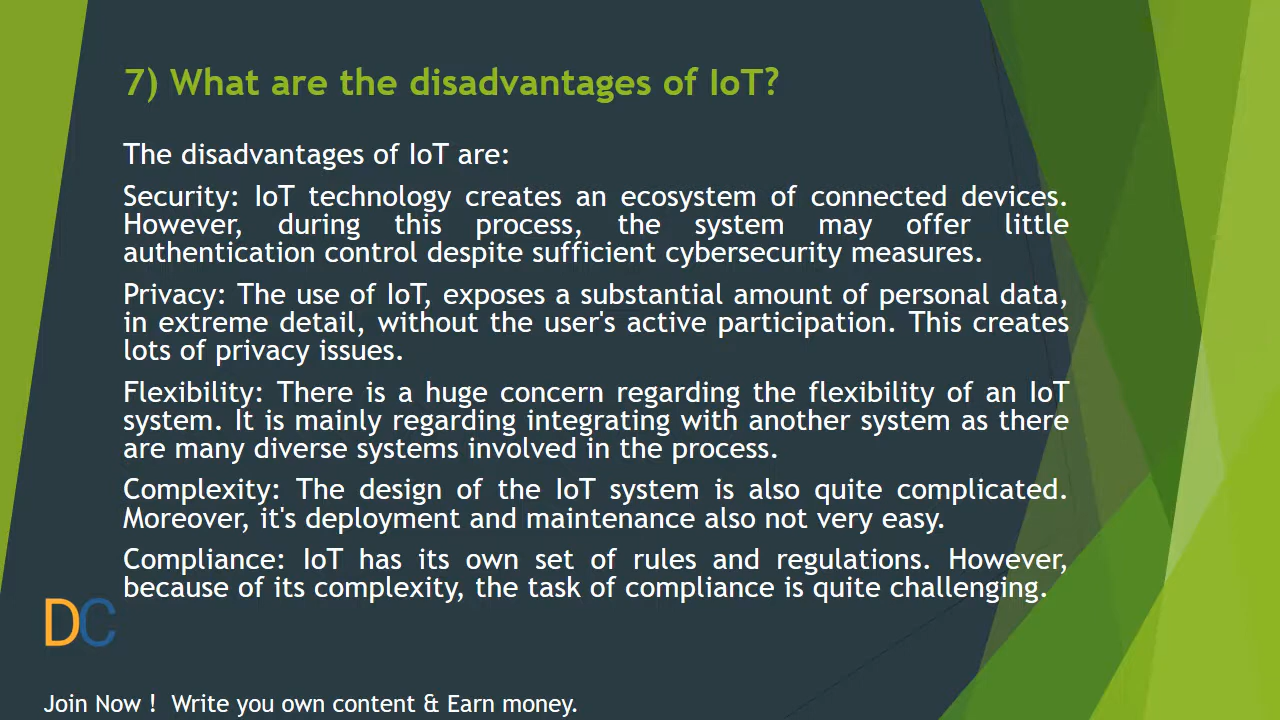 7) What are the disadvantages of IoT?
The disadvantages of IoT are:
Security: IoT technology creates an ecosystem of connected devices.
However, during this process, the system may offer little
authentication control despite sufficient cybersecurity measures.
Privacy: The use of IoT, exposes a substantial amount of personal data,
in extreme detail, without the user's active participation. This creates
lots of privacy issues.
Flexibility: There is a huge concern regarding the flexibility of an IoT
system. It is mainly regarding integrating with another system as there
are many diverse systems involved in the process.
Complexity: The design of the IoT system is also quite complicated.
Moreover, it's deployment and maintenance also not very easy.
Compliance: IoT has its own set of rules and regulations. However,
because of its complexity, the task of compliance is quite challenging.
DC
Join Now ! Write you own content & Earn money.